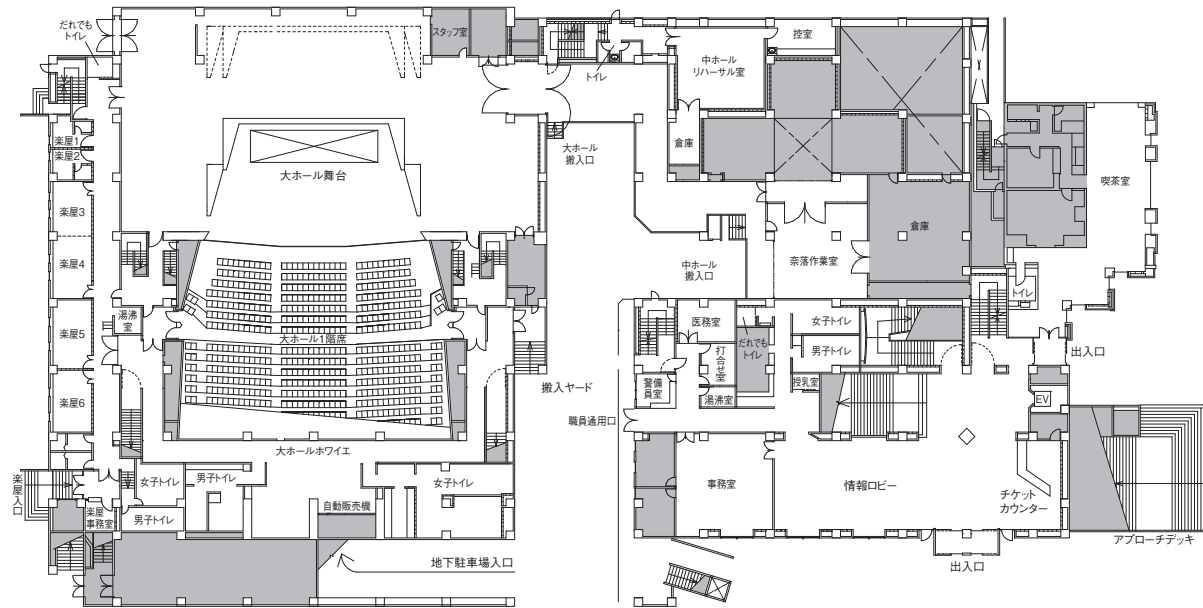 だれでも
トイレ
スタッフ室
トイレ
中ホール
リハーサル室
控室
楽屋1
楽屋2
大ホール
搬入口
倉庫
大ホール舞台
喫茶室
楽屋3
倉庫
楽屋4
中ホール
搬入口
奈落作業室
トイレ
湯沸
室
楽屋5
大ホール1階席
医務室
女子トイレ
だれでも
トイレ
男子トイレ
打合せ室
出入口
搬入ヤード
警備
員室
授乳室
湯沸室
EV
楽屋6
職員通用口
大ホールホワイエ
楽屋入口
女子トイレ
男子トイレ
女子トイレ
事務室
情報ロビー
チケット
カウンター
自動販売機
楽屋
事務室
男子トイレ
アプローチデッキ
地下駐車場入口
出入口